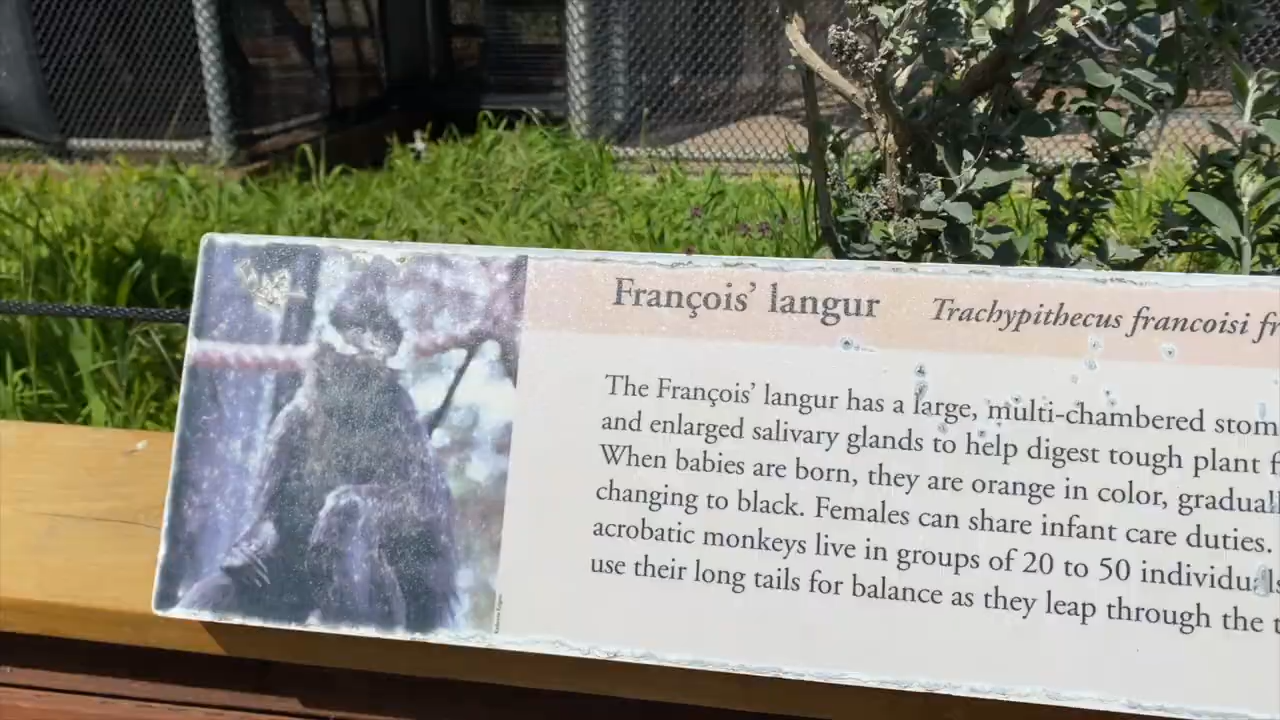 François’ langur
Trachypithecus francoisi
The François’ langur has a large, multi-chambered
and enlarged salivary glands to help digest tough plant
When babies are born, they are orange in color,
changing to black. Females can share infant care duties.
acrobatic monkeys live in groups of 20 to 50
use their long tails for balance as they leap through the